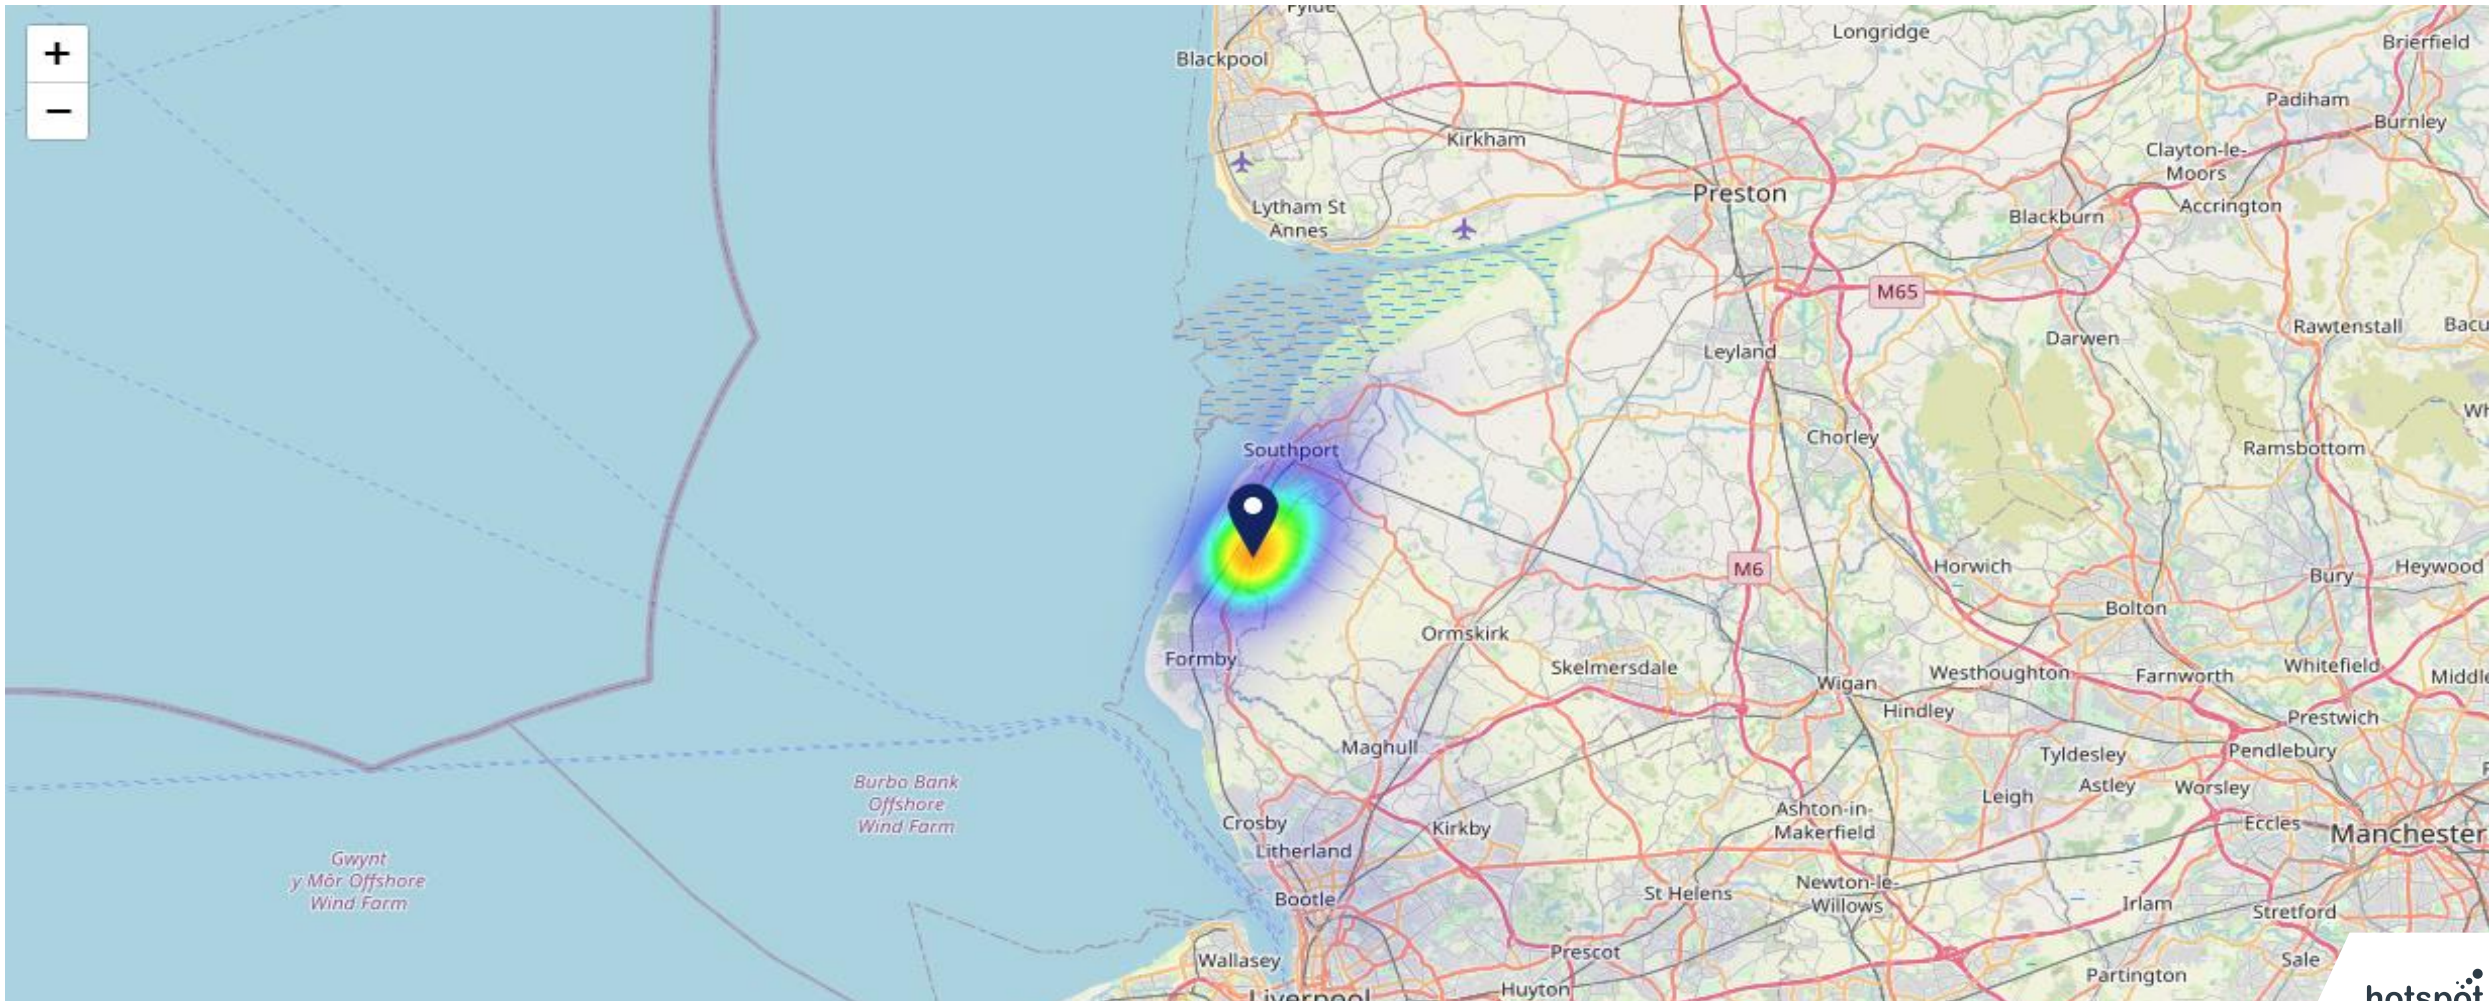 +
−
Fylde
Longridge
Brierfield
Blackpool
Padiham
Burnley
Kirkham
Clayton-le-
Moors
Preston
Accrington
Lytham St
Annes
Blackburn
M65
Rawtenstall
Bacu
Darwen
Leyland
Wh
Chorley
Ramsbottom
Southport
M6
Horwich
Bury
Heywood
Bolton
Ormskirk
Formby
Skelmersdale
Westhoughton
Whitefield
Farnworth
Middle
Wigan
Hindley
Prestwich
Maghull
Pendlebury
Tyldesley
Burbo Bank
Offshore
Wind Farm
Astley
Worsley
Leigh
Ashton-in-
Makerfield
Crosby
Kirkby
Eccles
Manchester
Litherland
Gwynt
y Môr Offshore
Wind Farm
Newton-le-
Willows
St Helens
Bootle
Irlam
Stretford
Prescot
Wallasey
Sale
Partington
Huyton
Liverpool
hotspot